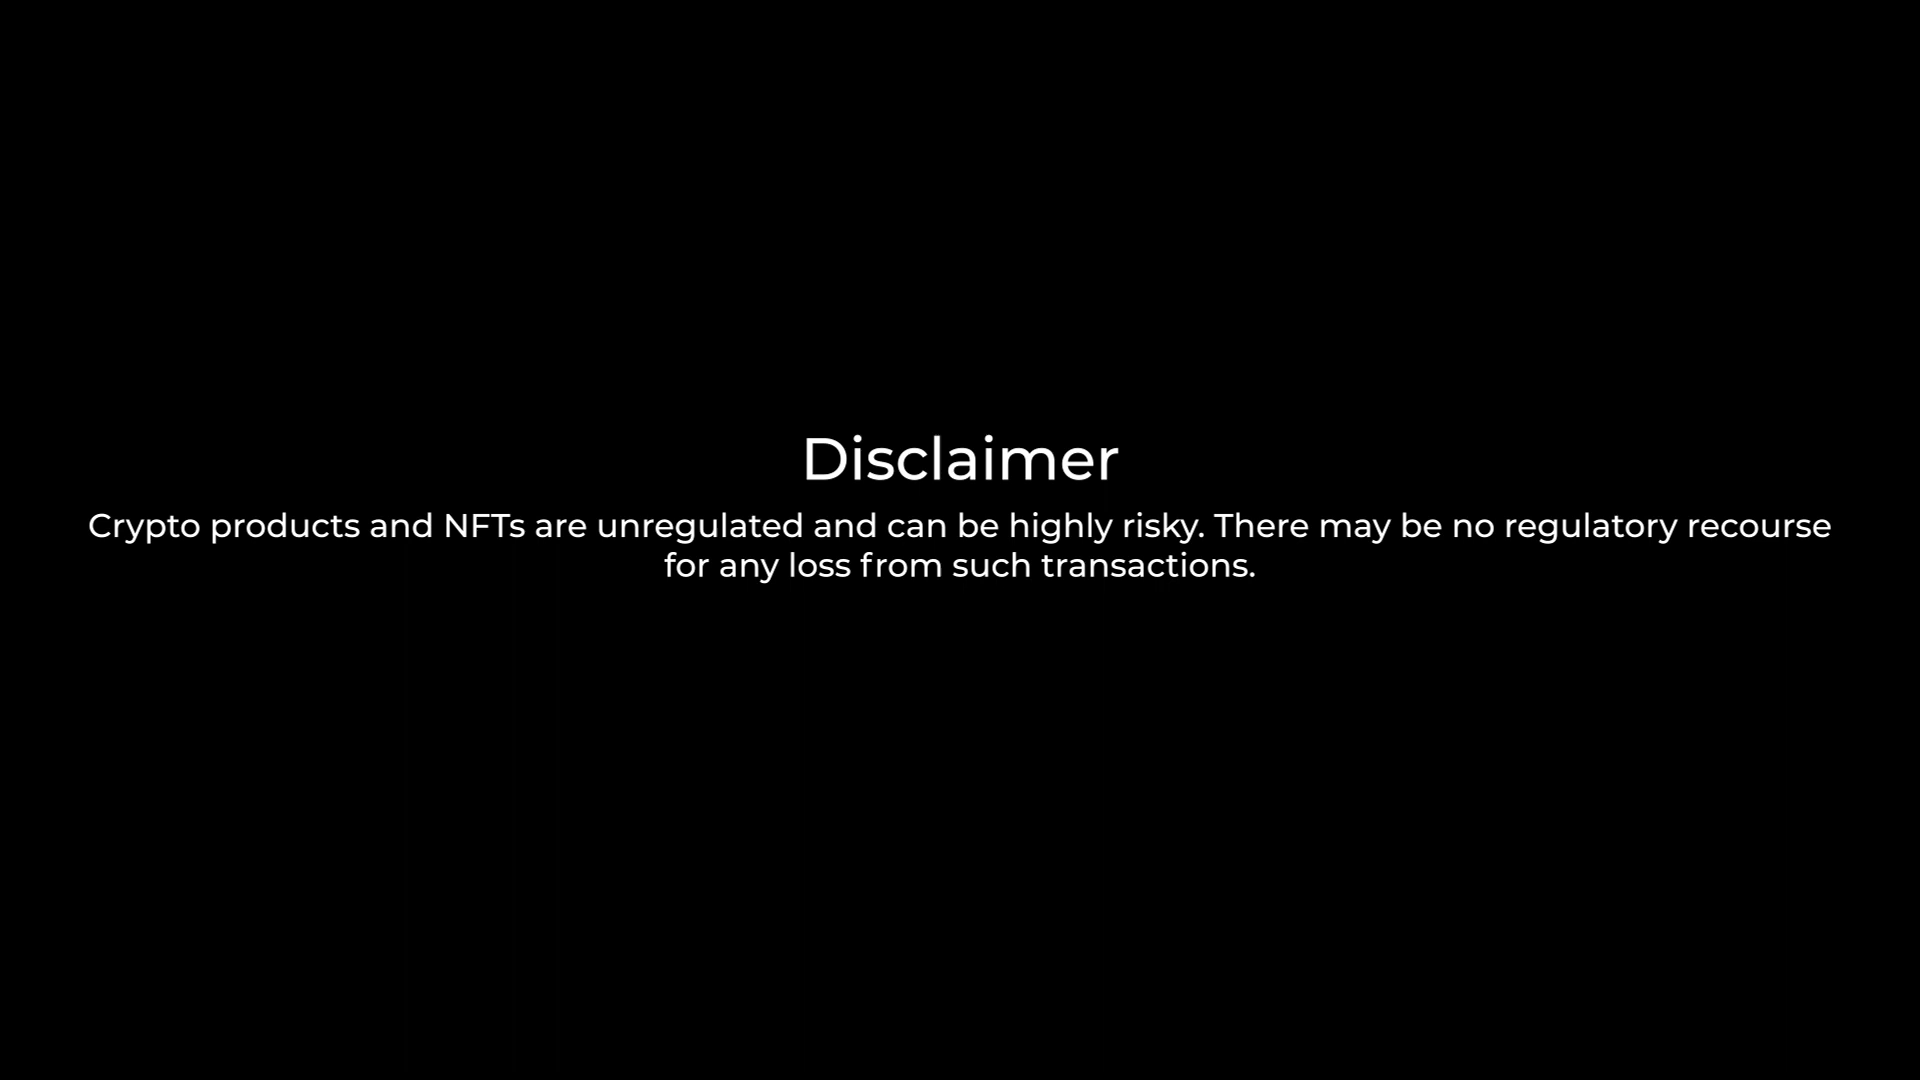 Disclaimer
Crypto products and NFTs are unregulated and can be highly risky. There may be no regulatory recourse
for any loss from such transactions.